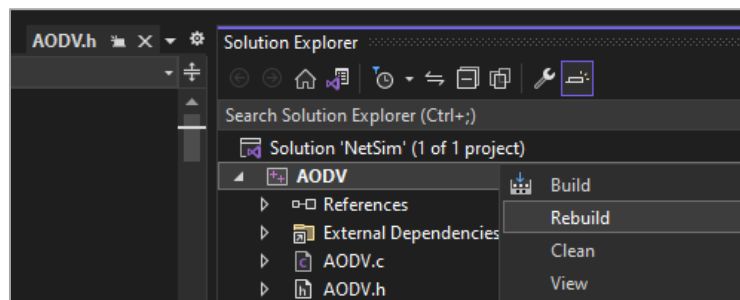 AODV.h
Solution Explorer
Search Solution Explorer (Ctrl+;)
Solution 'NetSim' (1 of 1 project)
AODV
References
External Dependencies
AODV.c
AODV.h
Build
Rebuild
Clean
View